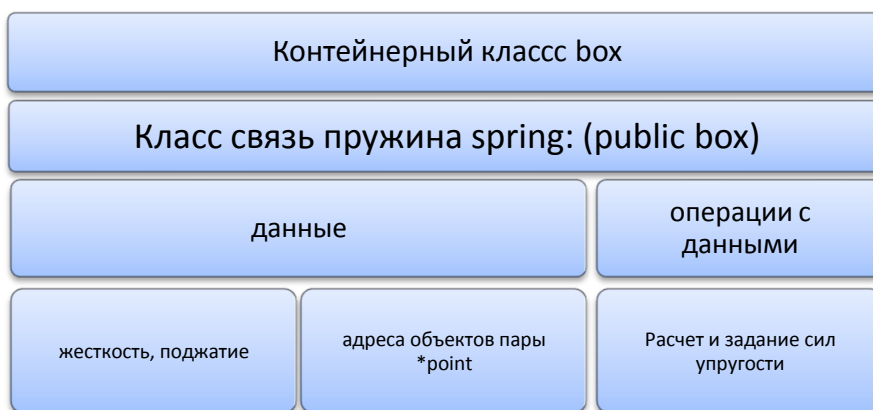 Контейнерный классс box
Класс связь пружина spring: (public box)
данные
операции с
данными
жесткость, поджатие
адреса объектов пары
*point
Расчет и задание сил
упругости